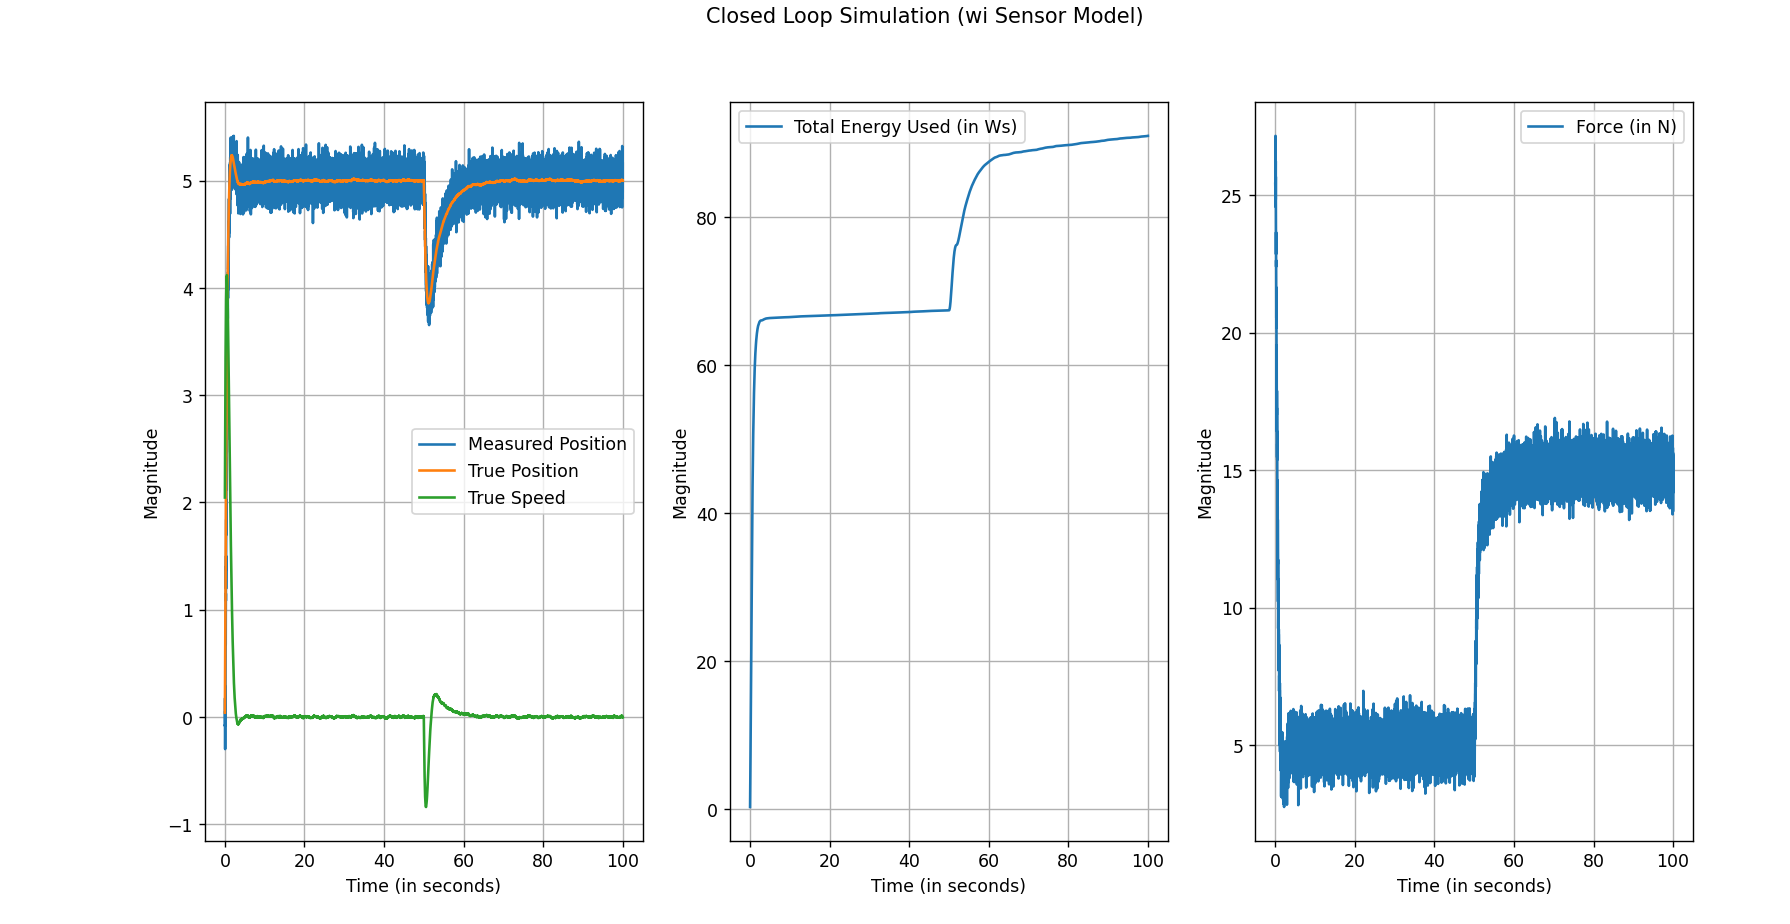 Closed Loop Simulation (wi Sensor Model)
Magnitude
5
4
3
2
1
0
−1
Measured Position
True Position
True Speed
0 20 40 60 80 100
Time (in seconds)
Magnitude
Total Energy Used (in Ws)
80
60
40
20
0
0 20 40 60 80 100
Time (in seconds)
Magnitude
Force (in N)
25
20
15
10
5
0 20 40 60 80 100
Time (in seconds)